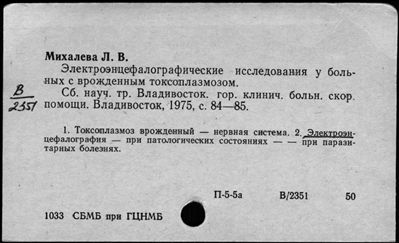 Михалева Л. В.
Электроэнцефалографические исследования у боль-
ных с врожденным токсоплазмозом.
В
2351
Сб. науч. тр. Владивосток. гор. клинич. больн. скор.
помощи. Владивосток, 1975, с. 84—85.
1. Токсоплазмоз врожденный — нервная система. 2. Электроэн-
цефалография — при патологических состояниях — — при парази-
тарных болезнях.
П-5-5а В/2351 50
1033 СБМБ при ГЦНМБ